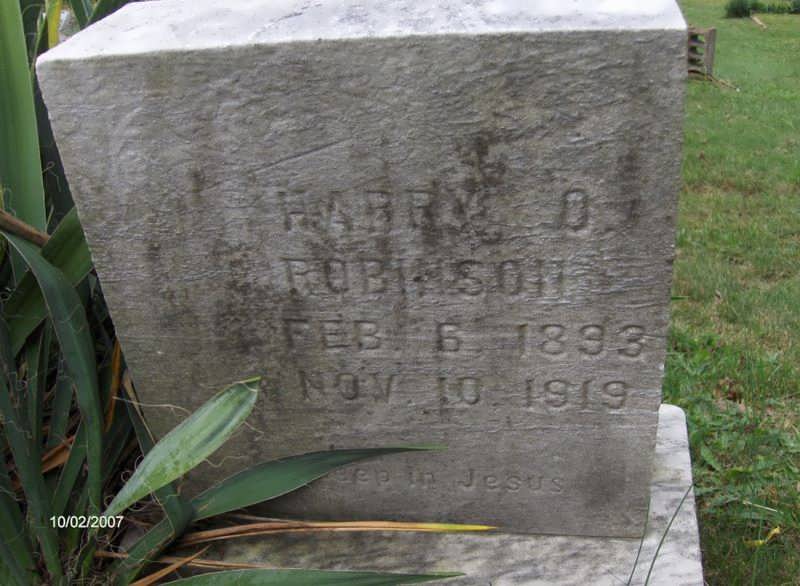 HARRY O.
ROBINSON
FEB. 6. 1893
NOV. 10. 1919
in Jesus
10/02/2007